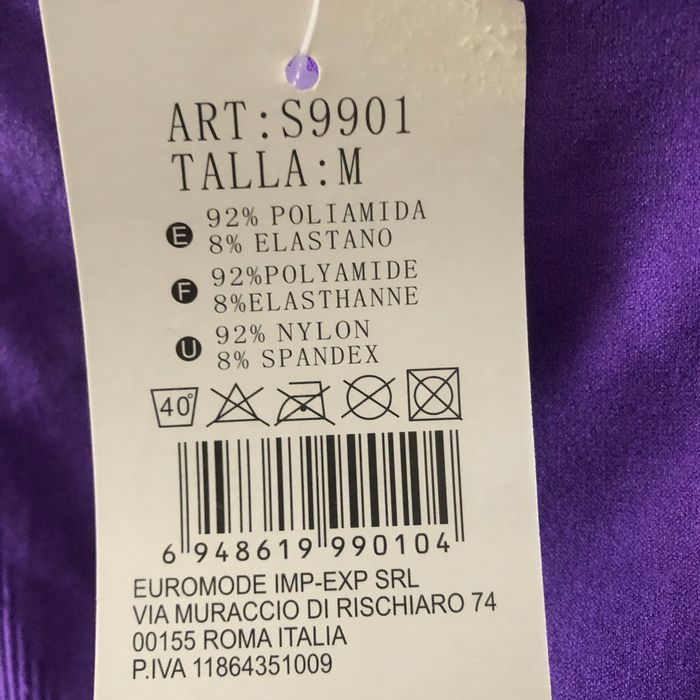 ART:S9901
TALLA:M
E 92% POLIAMIDA
8% ELASTANO
F 92%POLYAMIDE
8%ELASTHANNE
U 92% NYLON
8% SPANDEX
40°
6 948619 990104
EUROMODE IMP-EXP SRL
VIA MURACCIO DI RISCHIARO 74
00155 ROMA ITALIA
P.IVA 11864351009